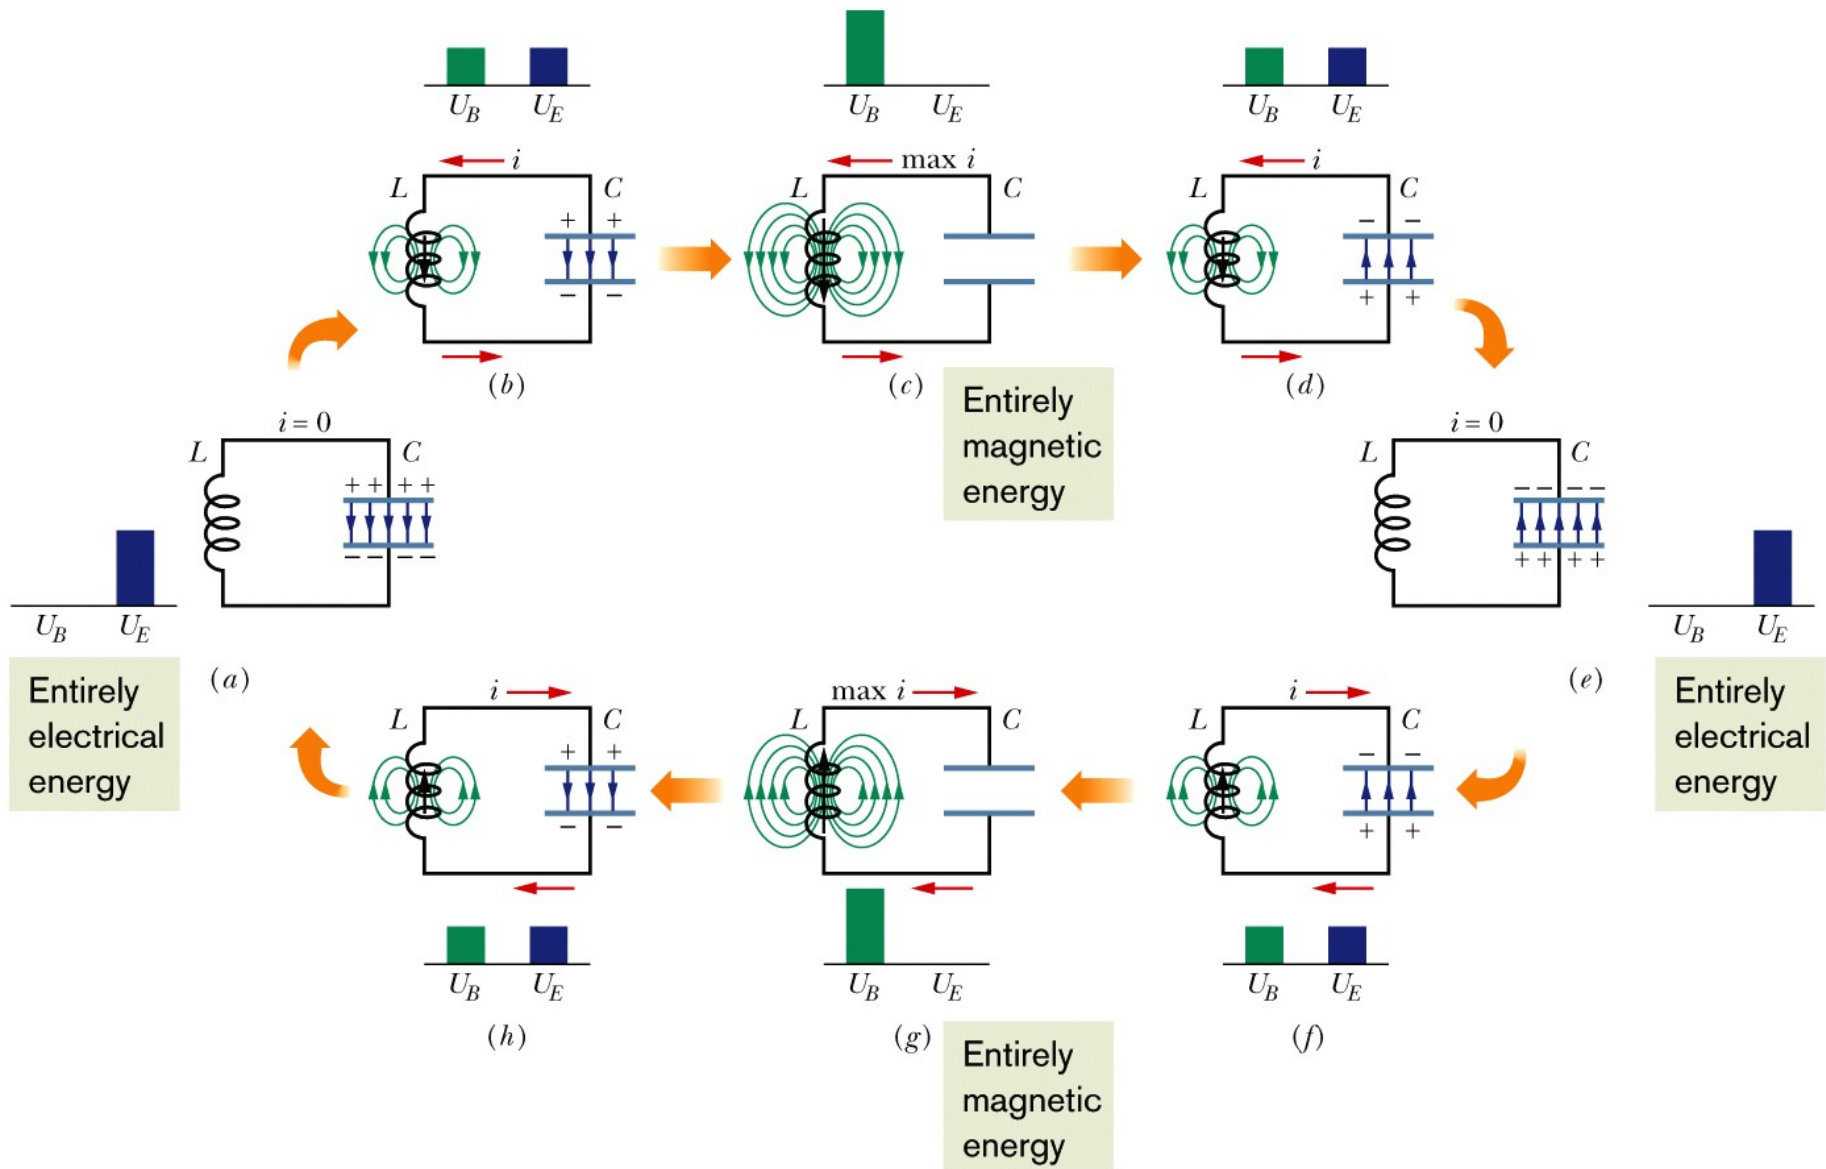 U_B U_E
U_B U_E
U_B U_E
i
L C
+ +
− −
(b)
max i
L C
(c)
Entirely
magnetic
energy
i
L C
− −
+ +
(d)
i = 0
L C
+ + + +
− − − −
U_B U_E
(a)
Entirely
electrical
energy
i = 0
L C
− − − −
+ + + +
U_B U_E
(e)
Entirely
electrical
energy
i
L C
+ +
− −
U_B U_E
(h)
max i
L C
U_B U_E
(g)
Entirely
magnetic
energy
i
L C
− −
+ +
U_B U_E
(f)